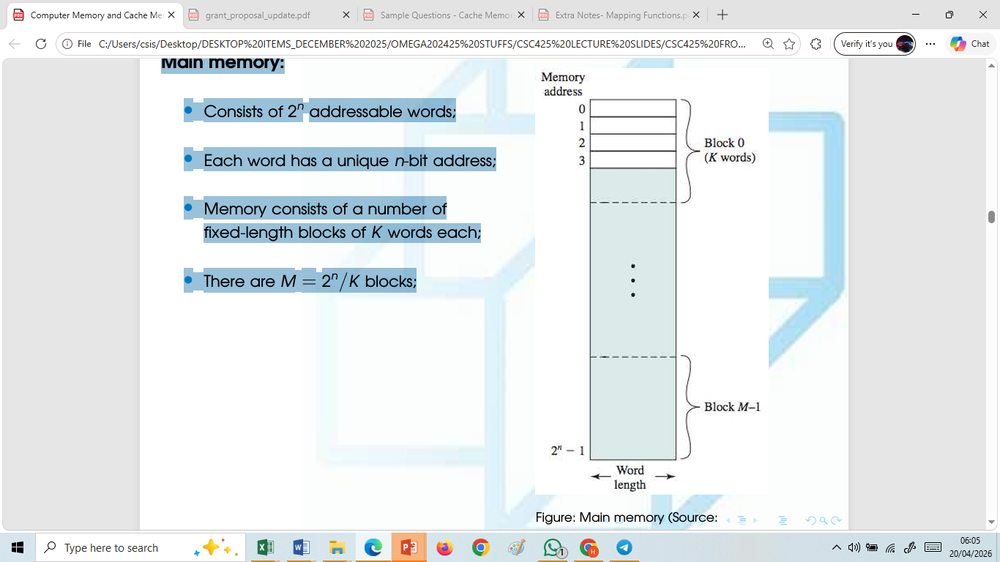 Computer Memory and Cache Me
grant_proposal_update.pdf
Sample Questions - Cache Memor
Extra Notes- Mapping Functions.p
File
C:/Users/csis/Desktop/DESKTOP%20ITEMS_DECEMBER%202025/OMEGA202425%20STUFFS/CSC425%20LECTURE%20SLIDES/CSC425%20FRO...
Verify it's you
Chat
Main memory:
Consists of 2ⁿ addressable words;
Each word has a unique n-bit address;
Memory consists of a number of
fixed-length blocks of K words each;
There are M = 2ⁿ/K blocks;
Memory
address
0
1
2
3
Block 0
(K words)
Block M–1
2ⁿ − 1
Word
length
Figure: Main memory (Source:
Type here to search
1
H
06:05
20/04/2026